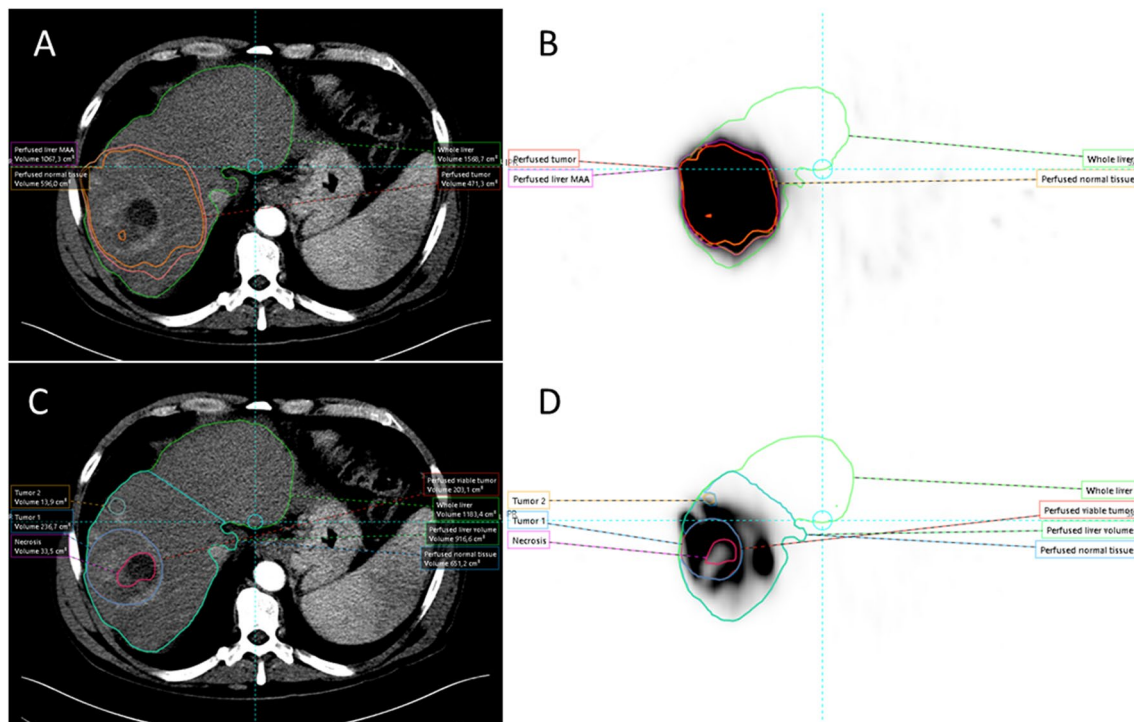 A
Perfused liver MAA
Volume 1067,3 cm³
Perfused normal tissue
Volume 596,0 cm³
Whole liver
Volume 1568,7 cm³
Perfused tumor
Volume 471,3 cm³
B
Perfused tumor
Perfused liver MAA
Whole liver
Perfused normal tissue
C
Tumor 2
Volume 13,9 cm³
Tumor 1
Volume 236,7 cm³
Necrosis
Volume 33,5 cm³
Perfused viable tumor
Volume 203,1 cm³
Whole liver
Volume 1183,4 cm³
Perfused liver volume
Volume 916,6 cm³
Perfused normal tissue
Volume 651,2 cm³
D
Tumor 2
Tumor 1
Necrosis
Whole liver
Perfused viable tumor
Perfused liver volume
Perfused normal tissue